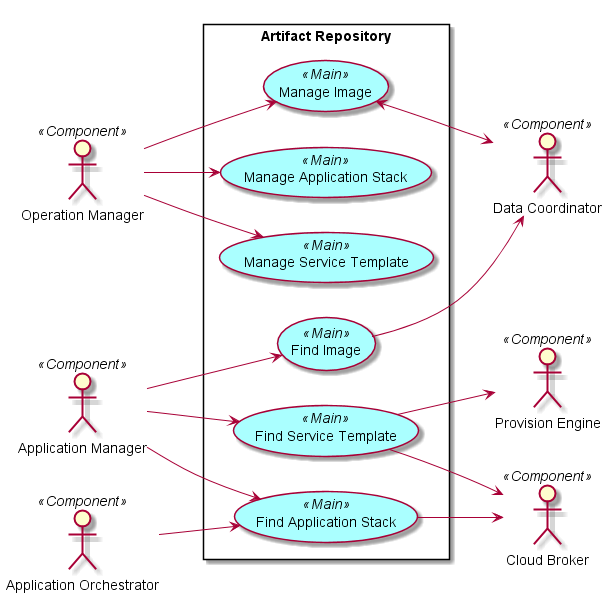 Artifact Repository
«Main»
Manage Image
«Component»
Operation Manager
«Main»
Manage Application Stack
«Main»
Manage Service Template
«Component»
Data Coordinator
«Main»
Find Image
«Component»
Application Manager
«Main»
Find Service Template
«Component»
Provision Engine
«Component»
Application Orchestrator
«Main»
Find Application Stack
«Component»
Cloud Broker